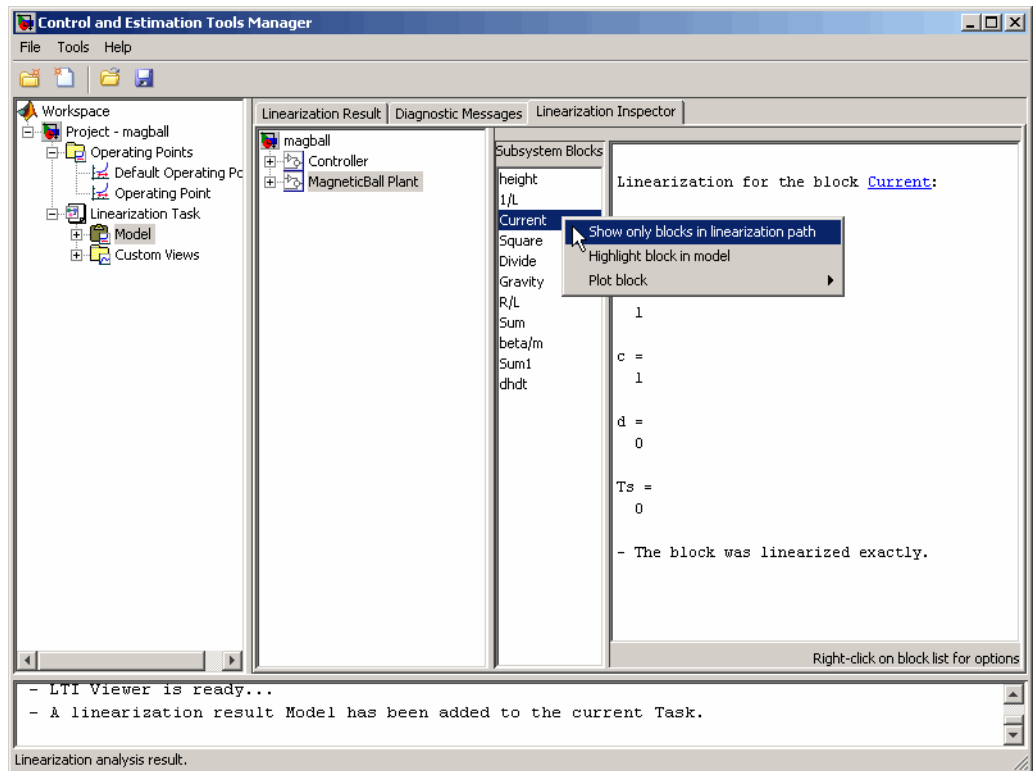 Control and Estimation Tools Manager
File Tools Help
Workspace
Project - magball
Operating Points
Default Operating Pc
Operating Point
Linearization Task
Model
Custom Views
Linearization Result Diagnostic Messages Linearization Inspector
magball
Controller
MagneticBall Plant
Subsystem Blocks
height
1/L
Current
Square
Divide
Gravity
R/L
Sum
beta/m
Sum1
dhdt
Show only blocks in linearization path
Highlight block in model
Plot block
Linearization for the block Current:
1
c =
1
d =
0
Ts =
0
- The block was linearized exactly.
Right-click on block list for options
- LTI Viewer is ready...
- A linearization result Model has been added to the current Task.
Linearization analysis result.